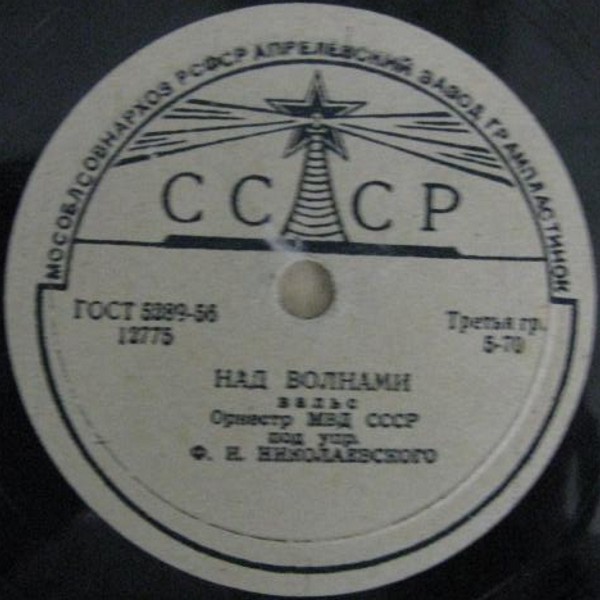 МОСОБЛСОВНАРХОЗ РСФСР АПРЕЛЕВСКИЙ ЗАВОД ГРАМПЛАСТИНОК
СССР
ГОСТ 5289-56
12775
Третья гр.
5-70
НАД ВОЛНАМИ
вальс
Оркестр МВД СССР
под упр.
Ф. И. НИКОЛАЕВСКОГО